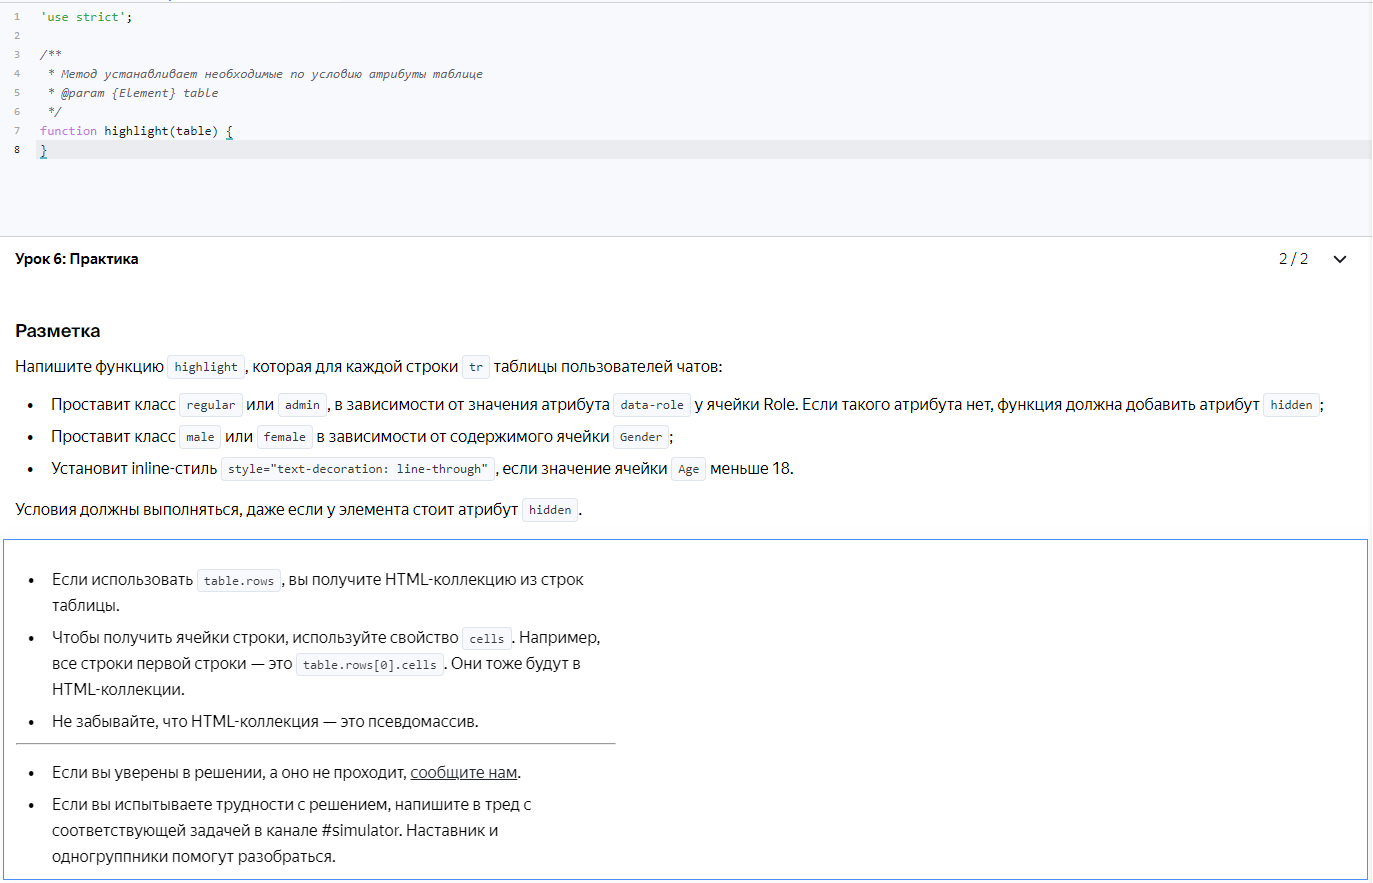 1 'use strict';
2
3 /**
4 * Метод устанавливает необходимые по условию атрибуты таблице
5 * @param {Element} table
6 */
7 function highlight(table) {
8 }
Урок 6: Практика 2 / 2
Разметка
Напишите функцию highlight , которая для каждой строки tr таблицы пользователей чатов:
• Проставит класс regular или admin , в зависимости от значения атрибута data-role у ячейки Role. Если такого атрибута нет, функция должна добавить атрибут hidden ;
• Проставит класс male или female в зависимости от содержимого ячейки Gender ;
• Установит inline-стиль style="text-decoration: line-through" , если значение ячейки Age меньше 18.
Условия должны выполняться, даже если у элемента стоит атрибут hidden .
• Если использовать table.rows , вы получите HTML-коллекцию из строк
таблицы.
• Чтобы получить ячейки строки, используйте свойство cells . Например,
все строки первой строки — это table.rows[0].cells . Они тоже будут в
HTML-коллекции.
• Не забывайте, что HTML-коллекция — это псевдомассив.
• Если вы уверены в решении, а оно не проходит, сообщите нам.
• Если вы испытываете трудности с решением, напишите в тред с
соответствующей задачей в канале #simulator. Наставник и
одногруппники помогут разобраться.